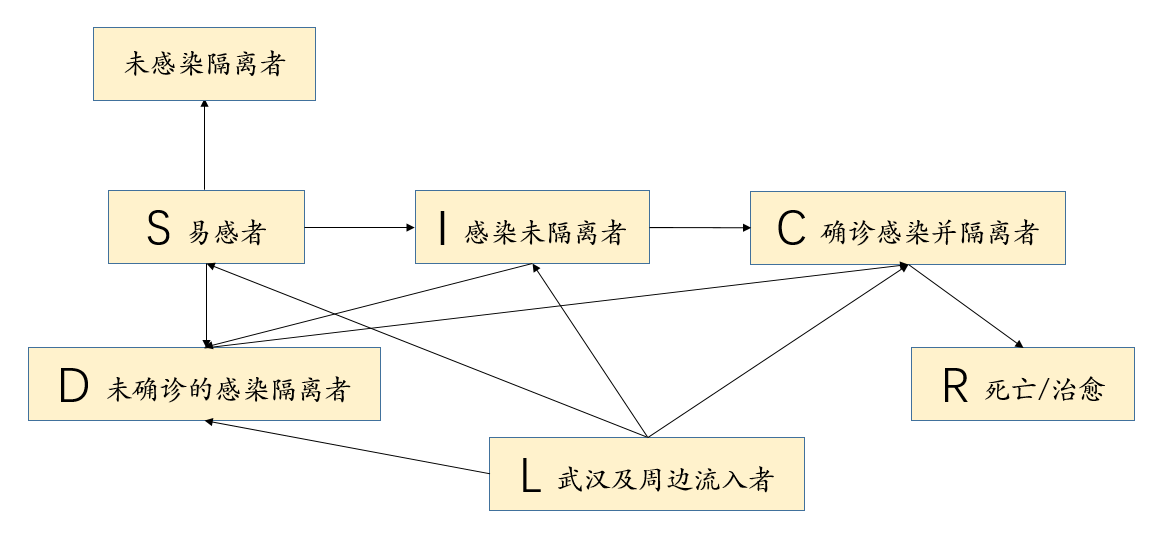 未感染隔离者
S 易感者
I 感染未隔离者
C 确诊感染并隔离者
D 未确诊的感染隔离者
R 死亡/治愈
L 武汉及周边流入者